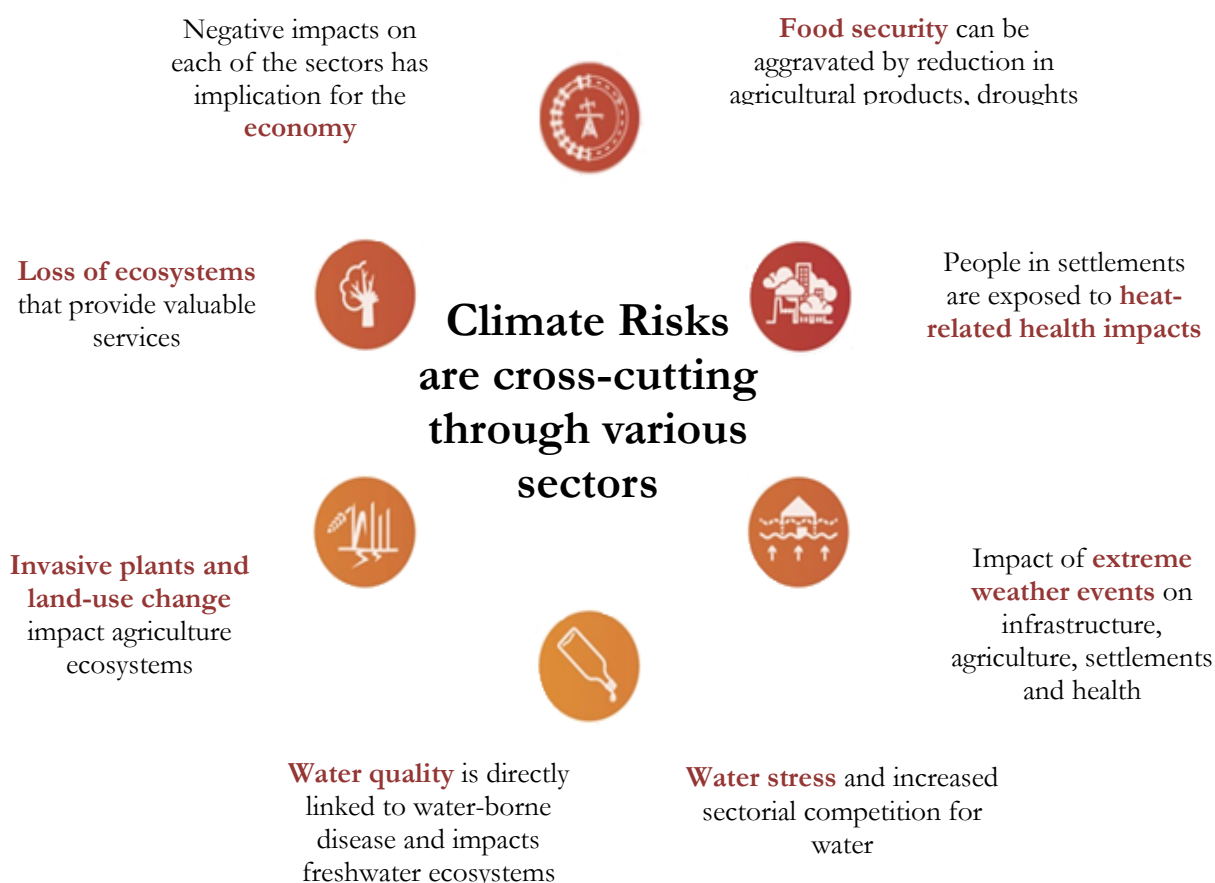 Negative impacts on
each of the sectors has
implication for the
economy
Food security can be
aggravated by reduction in
agricultural products, droughts
Loss of ecosystems
that provide valuable
services
Climate Risks
are cross-cutting
through various
sectors
People in settlements
are exposed to heat-
related health impacts
Invasive plants and
land-use change
impact agriculture
ecosystems
Impact of extreme
weather events on
infrastructure,
agriculture, settlements
and health
Water quality is directly
linked to water-borne
disease and impacts
freshwater ecosystems
Water stress and increased
sectorial competition for
water